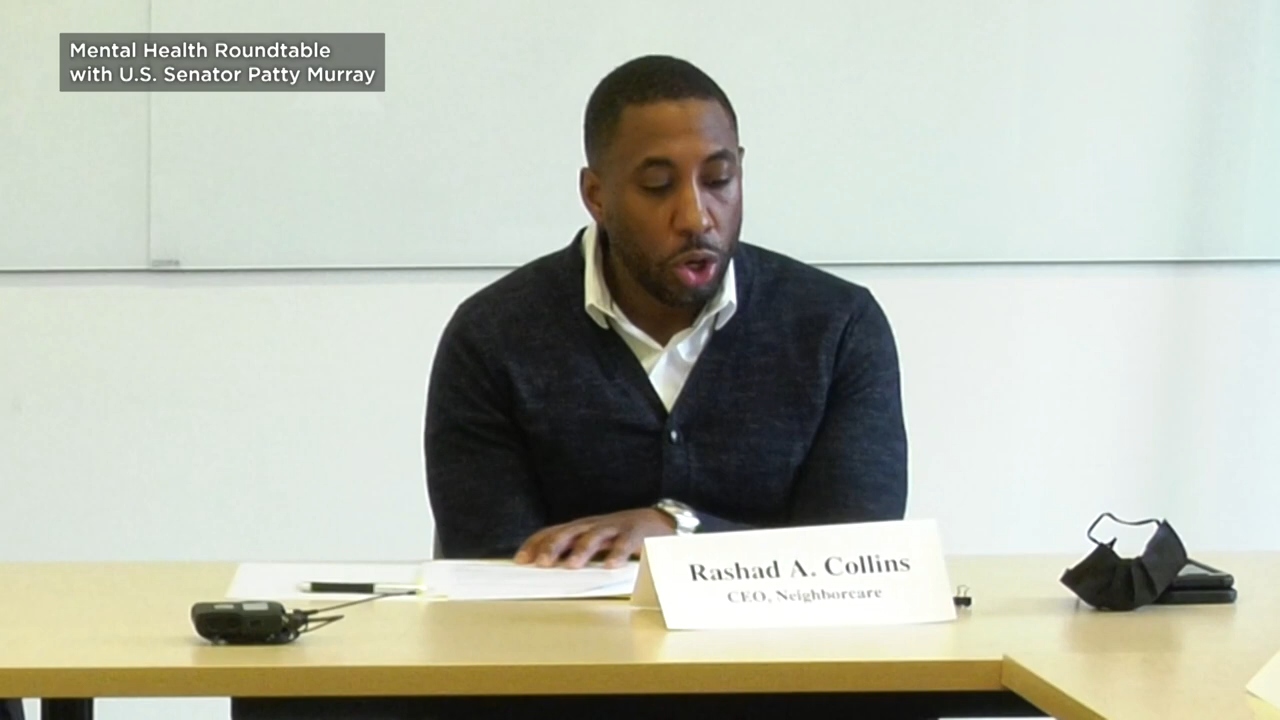 Mental Health Roundtable
with U.S. Senator Patty Murray
Rashad A. Collins
CEO, Neighborcare